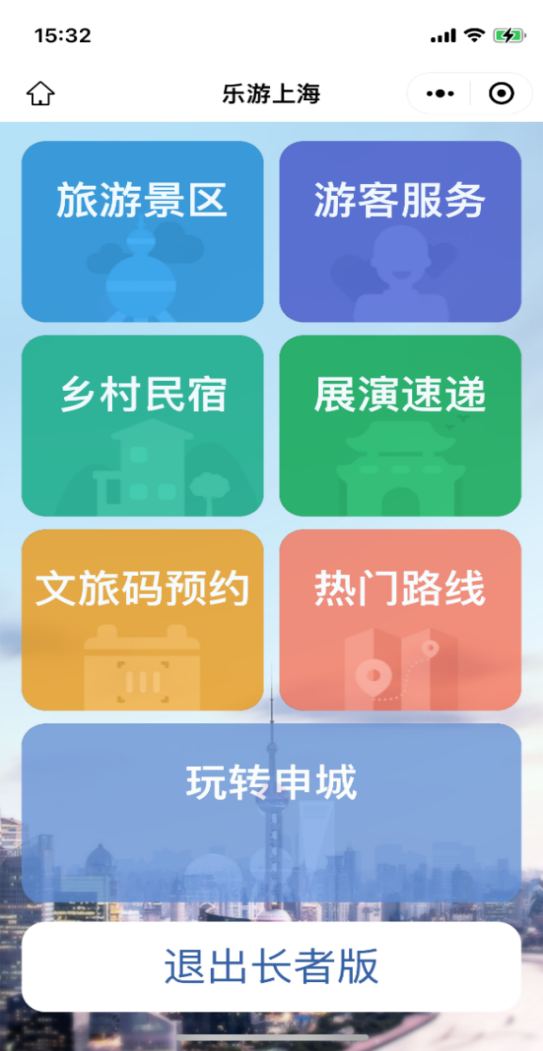 15:32
乐游上海
旅游景区
游客服务
乡村民宿
展演速递
文旅码预约
热门路线
玩转申城
退出长者版